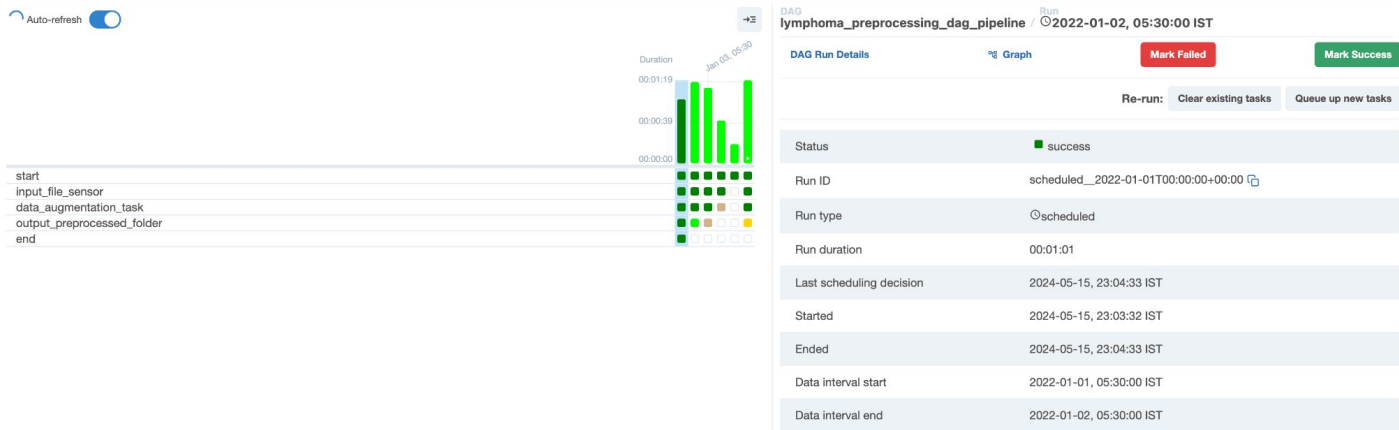 Auto-refresh
Duration
Jan 03, 05:30
00:01:19
00:00:39
00:00:00
start
input_file_sensor
data_augmentation_task
output_preprocessed_folder
end
DAG
lymphoma_preprocessing_dag_pipeline / Run
2022-01-02, 05:30:00 IST
DAG Run Details Graph Mark Failed Mark Success
Re-run: Clear existing tasks Queue up new tasks
Status success
Run ID scheduled__2022-01-01T00:00:00+00:00
Run type scheduled
Run duration 00:01:01
Last scheduling decision 2024-05-15, 23:04:33 IST
Started 2024-05-15, 23:03:32 IST
Ended 2024-05-15, 23:04:33 IST
Data interval start 2022-01-01, 05:30:00 IST
Data interval end 2022-01-02, 05:30:00 IST